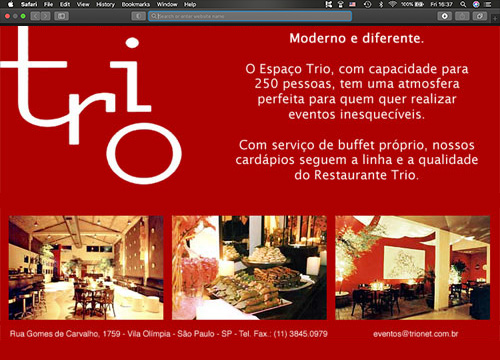 Safari File Edit View History Bookmarks Window Help 100% Fri 16:37
Search or enter website name
trio
Moderno e diferente.
O Espaço Trio, com capacidade para
250 pessoas, tem uma atmosfera
perfeita para quem quer realizar
eventos inesquecíveis.
Com serviço de buffet próprio, nossos
cardápios seguem a linha e a qualidade
do Restaurante Trio.
Rua Gomes de Carvalho, 1759 - Vila Olímpia - São Paulo - SP - Tel. Fax.: (11) 3845.0979
eventos@trionet.com.br